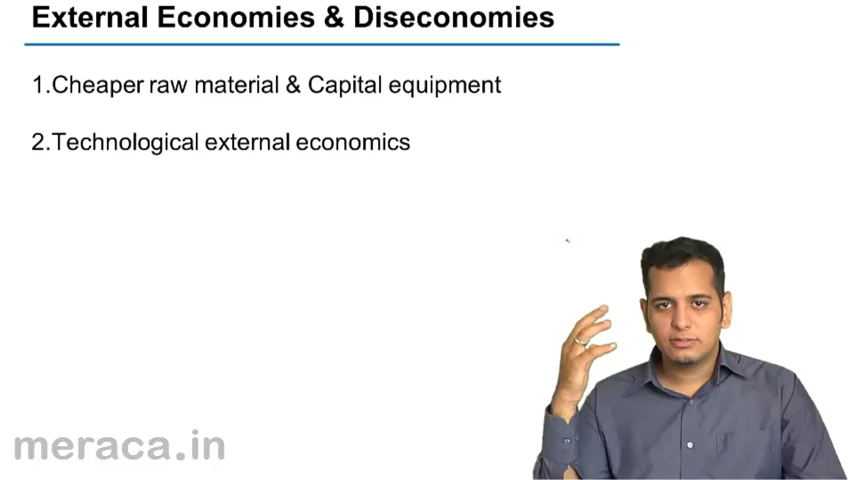 External Economies & Diseconomies
1.Cheaper raw material & Capital equipment
2.Technological external economics
meraca.in